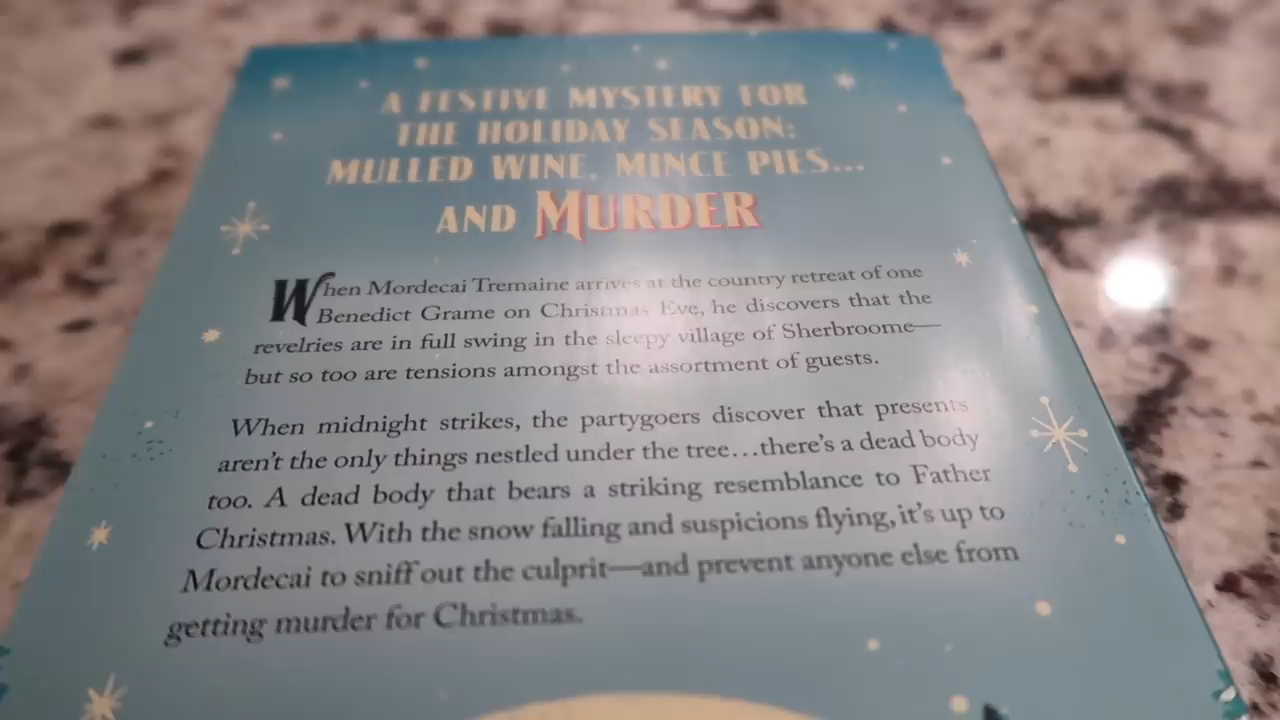 A FESTIVE MYSTERY FOR
THE HOLIDAY SEASON:
MULLED WINE, MINCE PIES...
AND MURDER
When Mordecai Tremaine arrives at the country retreat of one
Benedict Grame on Christmas Eve, he discovers that the
revelries are in full swing in the sleepy village of Sherbroome—
but so too are tensions amongst the assortment of guests.
When midnight strikes, the partygoers discover that presents
aren't the only things nestled under the tree...there's a dead body
too. A dead body that bears a striking resemblance to Father
Christmas. With the snow falling and suspicions flying, it's up to
Mordecai to sniff out the culprit—and prevent anyone else from
getting murder for Christmas.